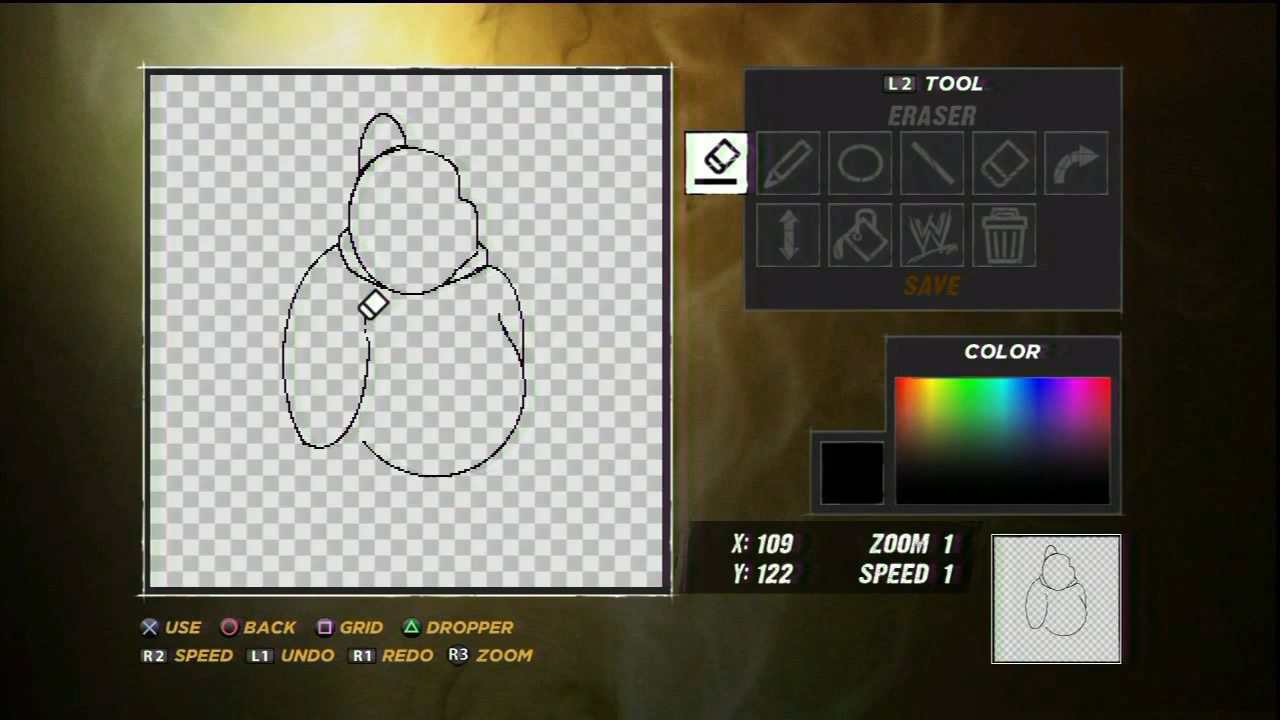 L2 TOOL
ERASER
W
SAVE
COLOR
X: 109 ZOOM 1
Y: 122 SPEED 1
USE BACK GRID DROPPER
R2 SPEED L1 UNDO R1 REDO R3 ZOOM